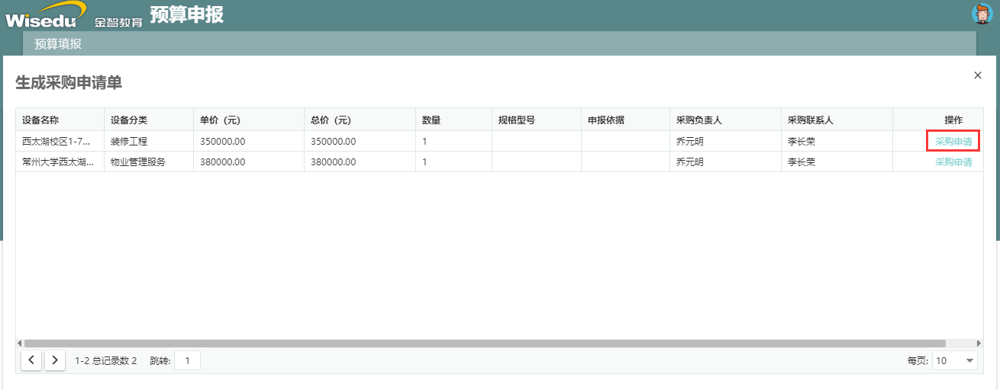 Wisedu 金智教育 预算申报
预算填报
生成采购申请单 ×
设备名称 设备分类 单价（元） 总价（元） 数量 规格型号 申报依据 采购负责人 采购联系人 操作
西太湖校区1-7... 装修工程 350000.00 350000.00 1 乔元明 李长荣 采购申请
常州大学西太湖... 物业管理服务 380000.00 380000.00 1 乔元明 李长荣 采购申请
1-2 总记录数 2 跳转: 1 每页: 10